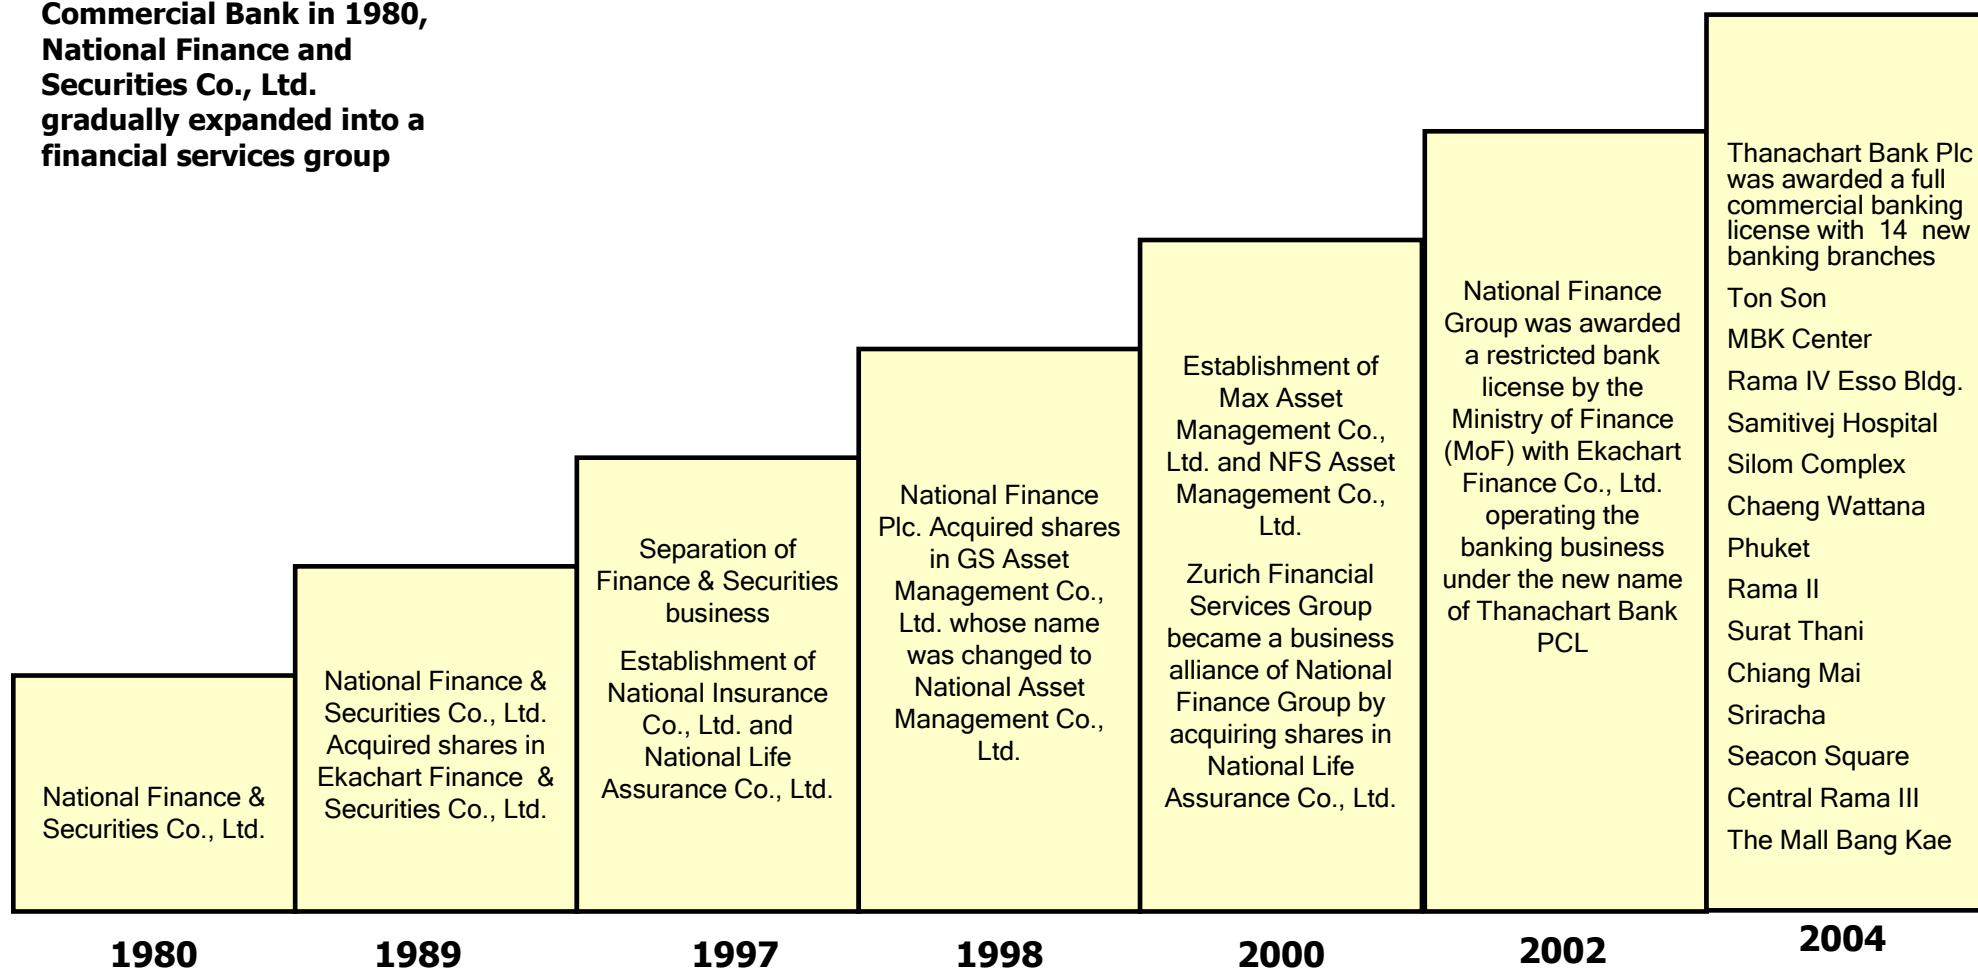 Commercial Bank in 1980,
National Finance and
Securities Co., Ltd.
gradually expanded into a
financial services group
National Finance &
Securities Co., Ltd.
1980
National Finance &
Securities Co., Ltd.
Acquired shares in
Ekachart Finance  &
Securities Co., Ltd.
1989
Separation of
Finance & Securities
business
Establishment of
National Insurance
Co., Ltd. and
National Life
Assurance Co., Ltd.
1997
National Finance
Plc. Acquired shares
in GS Asset
Management Co.,
Ltd. whose name
was changed to
National Asset
Management Co.,
Ltd.
1998
Establishment of
Max Asset
Management Co.,
Ltd. and NFS Asset
Management Co.,
Ltd.
Zurich Financial
Services Group
became a business
alliance of National
Finance Group by
acquiring shares in
National Life
Assurance Co., Ltd.
2000
National Finance
Group was awarded
a restricted bank
license by the
Ministry of Finance
(MoF) with Ekachart
Finance Co., Ltd.
operating the
banking business
under the new name
of Thanachart Bank
PCL
2002
Thanachart Bank Plc
was awarded a full
commercial banking
license with  14  new
banking branches
Ton Son
MBK Center
Rama IV Esso Bldg.
Samitivej Hospital
Silom Complex
Chaeng Wattana
Phuket
Rama II
Surat Thani
Chiang Mai
Sriracha
Seacon Square
Central Rama III
The Mall Bang Kae
2004